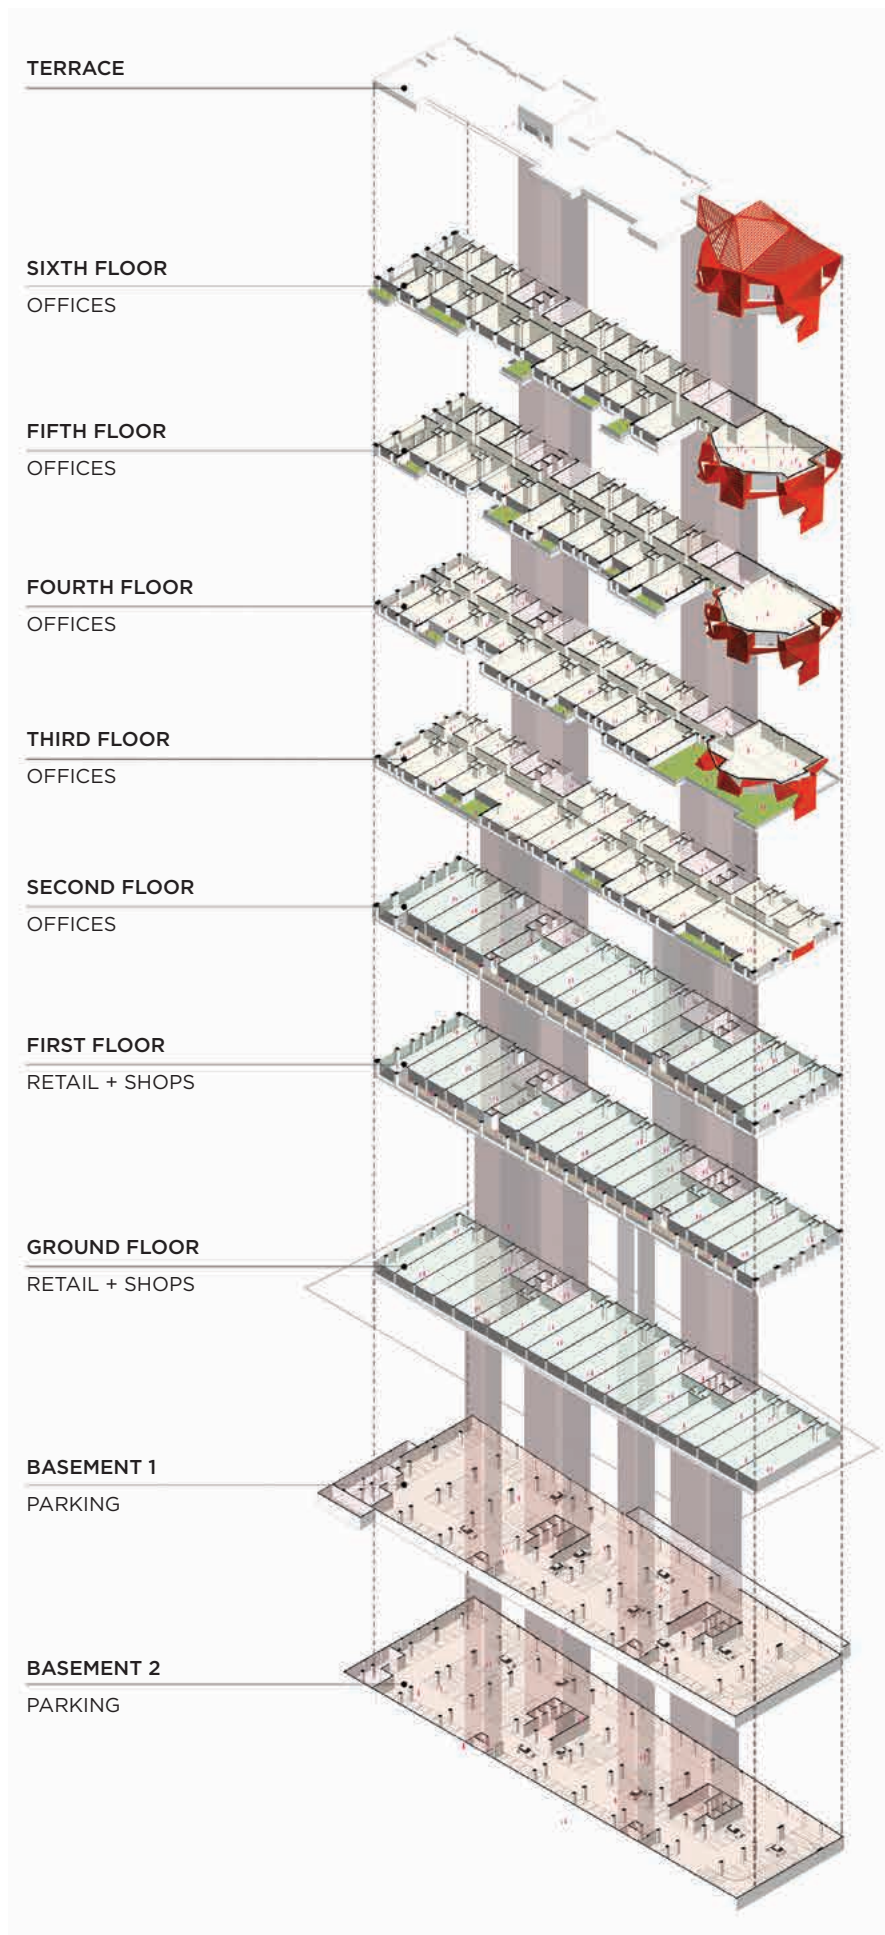 TERRACE
SIXTH FLOOR
OFFICES
FIFTH FLOOR
OFFICES
FOURTH FLOOR
OFFICES
THIRD FLOOR
OFFICES
SECOND FLOOR
OFFICES
FIRST FLOOR
RETAIL + SHOPS
GROUND FLOOR
RETAIL + SHOPS
BASEMENT 1
PARKING
BASEMENT 2
PARKING